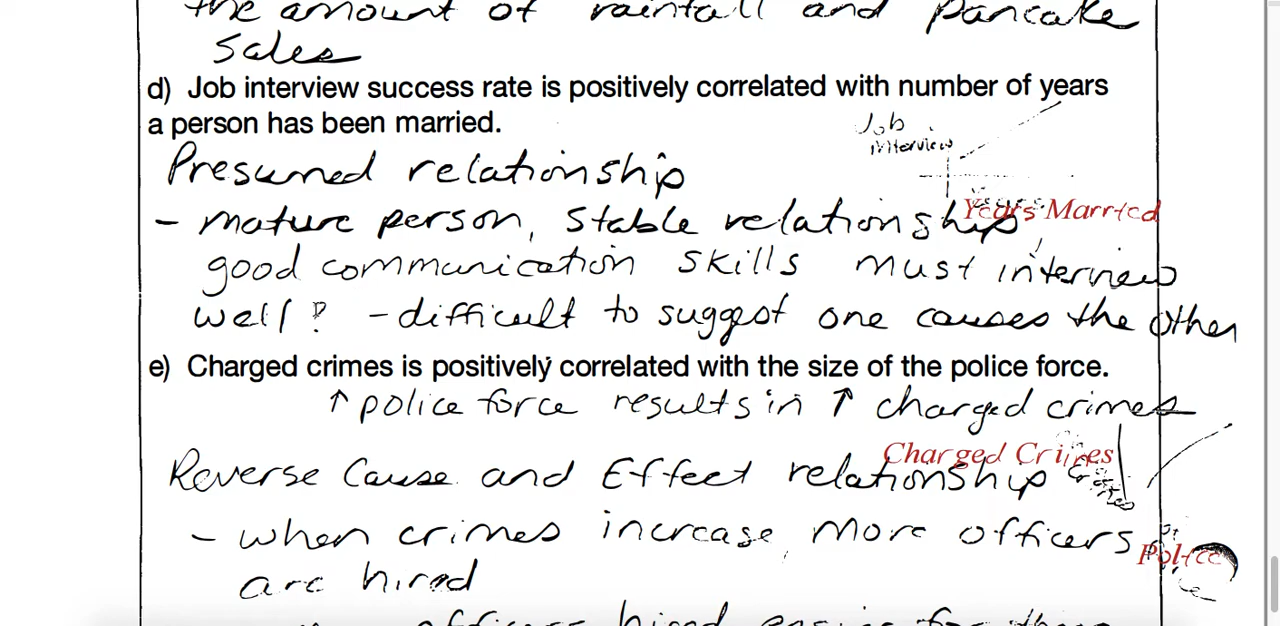 the amount of rainfall and pancake
sales
d) Job interview success rate is positively correlated with number of years
a person has been married.
Job
interview
Presumed relationship
Years Married
- mature person, stable relationship,
good communication skills must interview
well? - difficult to suggest one causes the other
e) Charged crimes is positively correlated with the size of the police force.
↑ police force results in ↑ charged crimes
Charged Crimes
Reverse Cause and Effect relationship
- when crimes increase more officers
Police
are hired
officers hired